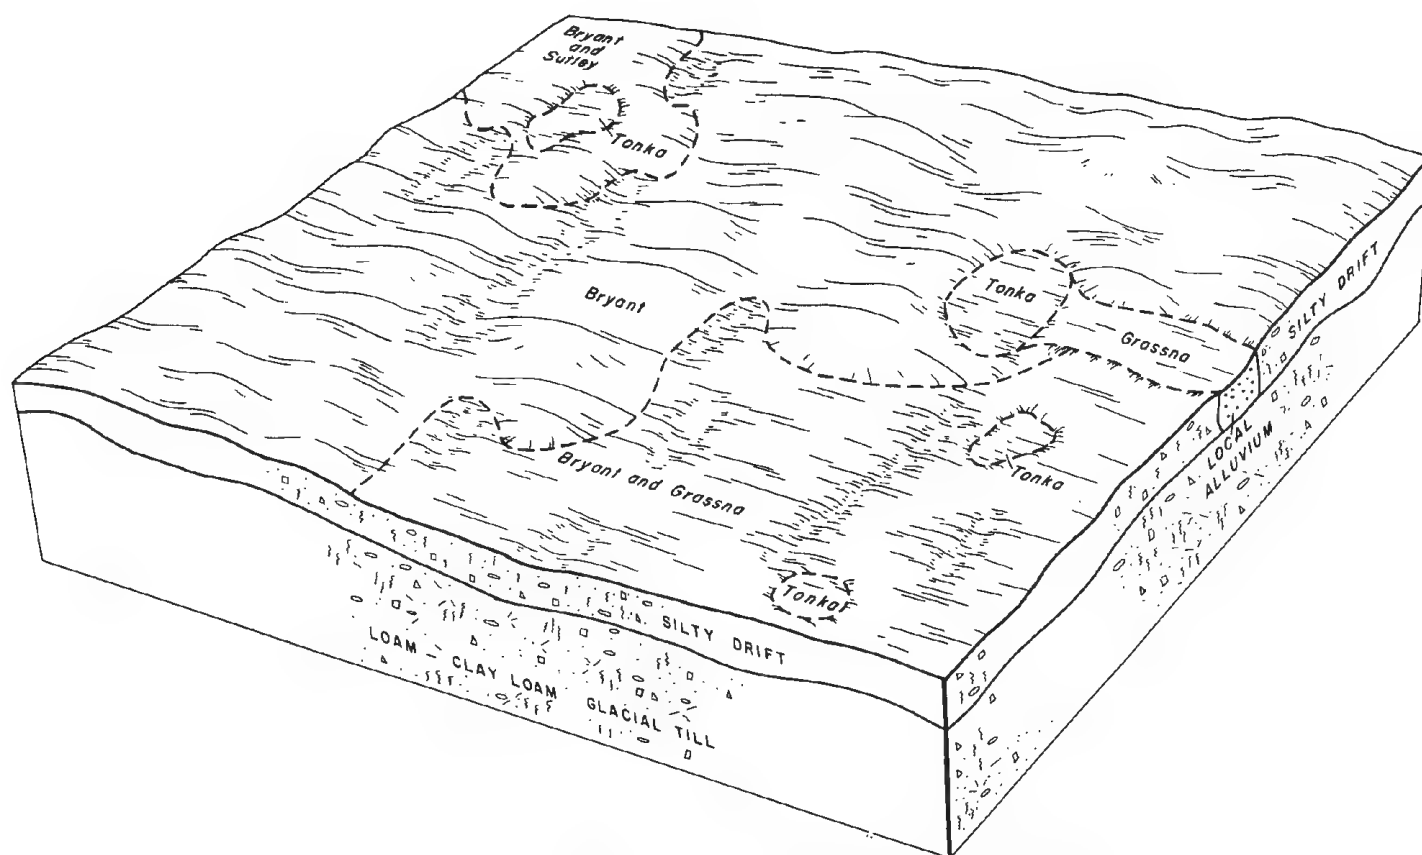 Bryant
and
Sutley
Tonka
Bryant
Tonka
Grassna
SILTY DRIFT
Bryant and Grassna
Tonka
LOCAL
ALLUVIUM
Tonka
SILTY DRIFT
LOAM – CLAY LOAM GLACIAL TILL